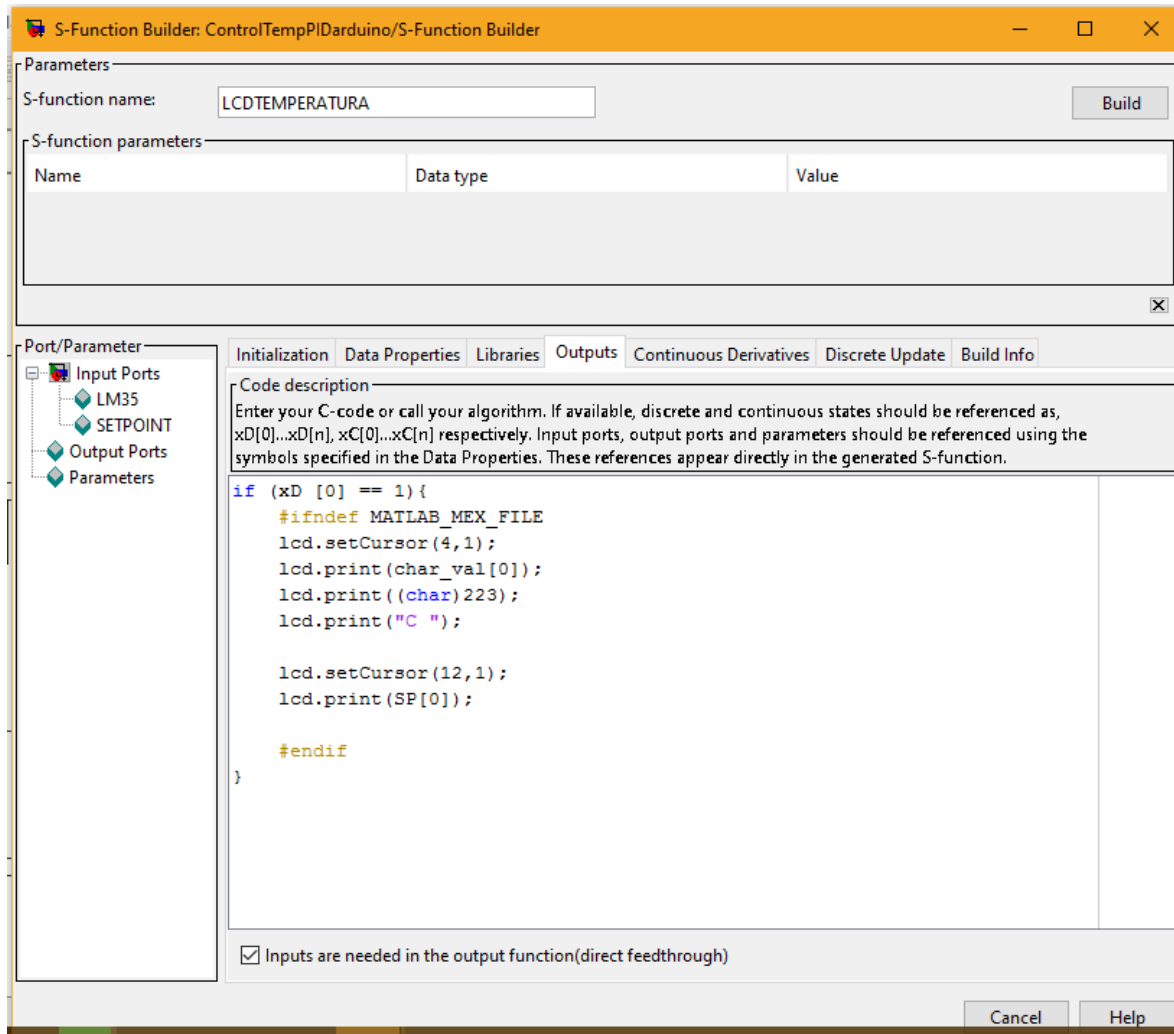 S-Function Builder: ControlTempPIDarduino/S-Function Builder
Parameters
S-function name:
LCDTEMPERATURA
Build
S-function parameters
Name
Data type
Value
Port/Parameter
Input Ports
LM35
SETPOINT
Output Ports
Parameters
Initialization Data Properties Libraries Outputs Continuous Derivatives Discrete Update Build Info
Code description
Enter your C-code or call your algorithm. If available, discrete and continuous states should be referenced as,
xD[0]...xD[n], xC[0]...xC[n] respectively. Input ports, output ports and parameters should be referenced using the
symbols specified in the Data Properties. These references appear directly in the generated S-function.
if (xD [0] == 1){
    #ifndef MATLAB_MEX_FILE
    lcd.setCursor(4,1);
    lcd.print(char_val[0]);
    lcd.print((char)223);
    lcd.print("C ");
    lcd.setCursor(12,1);
    lcd.print(SP[0]);
    #endif
}
Inputs are needed in the output function(direct feedthrough)
Cancel
Help